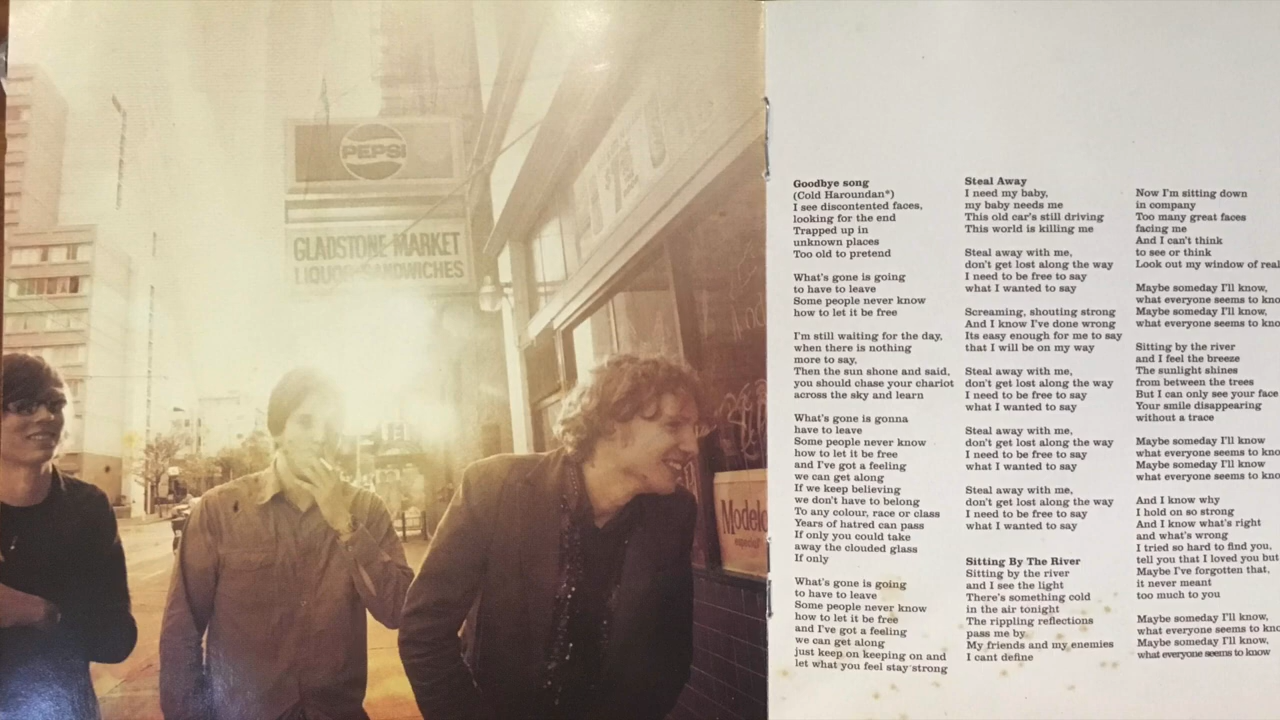 PEPSI
GLADSTONE MARKET
LIQUORS SANDWICHES
Modelo
especial
Goodbye song
(Cold Haroundan*)
I see discontented faces,
looking for the end
Trapped up in
unknown places
Too old to pretend
What's gone is going
to have to leave
Some people never know
how to let it be free
I'm still waiting for the day,
when there is nothing
more to say,
Then the sun shone and said,
you should chase your chariot
across the sky and learn
What's gone is gonna
have to leave
Some people never know
how to let it be free
and I've got a feeling
we can get along
If we keep believing
we don't have to belong
To any colour, race or class
Years of hatred can pass
If only you could take
away the clouded glass
If only
What's gone is going
to have to leave
Some people never know
how to let it be free
and I've got a feeling
we can get along
just keep on keeping on and
let what you feel stay strong
Steal Away
I need my baby,
my baby needs me
This old car's still driving
This world is killing me
Steal away with me,
don't get lost along the way
I need to be free to say
what I wanted to say
Screaming, shouting strong
And I know I've done wrong
Its easy enough for me to say
that I will be on my way
Steal away with me,
don't get lost along the way
I need to be free to say
what I wanted to say
Steal away with me,
don't get lost along the way
I need to be free to say
what I wanted to say
Steal away with me,
don't get lost along the way
I need to be free to say
what I wanted to say
Sitting By The River
Sitting by the river
and I see the light
There's something cold
in the air tonight
The rippling reflections
pass me by
My friends and my enemies
I cant define
Now I'm sitting down
in company
Too many great faces
facing me
And I can't think
to see or think
Look out my window of real
Maybe someday I'll know,
what everyone seems to kno
Maybe someday I'll know,
what everyone seems to kno
Sitting by the river
and I feel the breeze
The sunlight shines
from between the trees
But I can only see your face
Your smile disappearing
without a trace
Maybe someday I'll know
what everyone seems to kno
Maybe someday I'll know
what everyone seems to kno
And I know why
I hold on so strong
And I know what's right
and what's wrong
I tried so hard to find you,
tell you that I loved you but
Maybe I've forgotten that,
it never meant
too much to you
Maybe someday I'll know,
what everyone seems to kno
Maybe someday I'll know,
what everyone seems to know